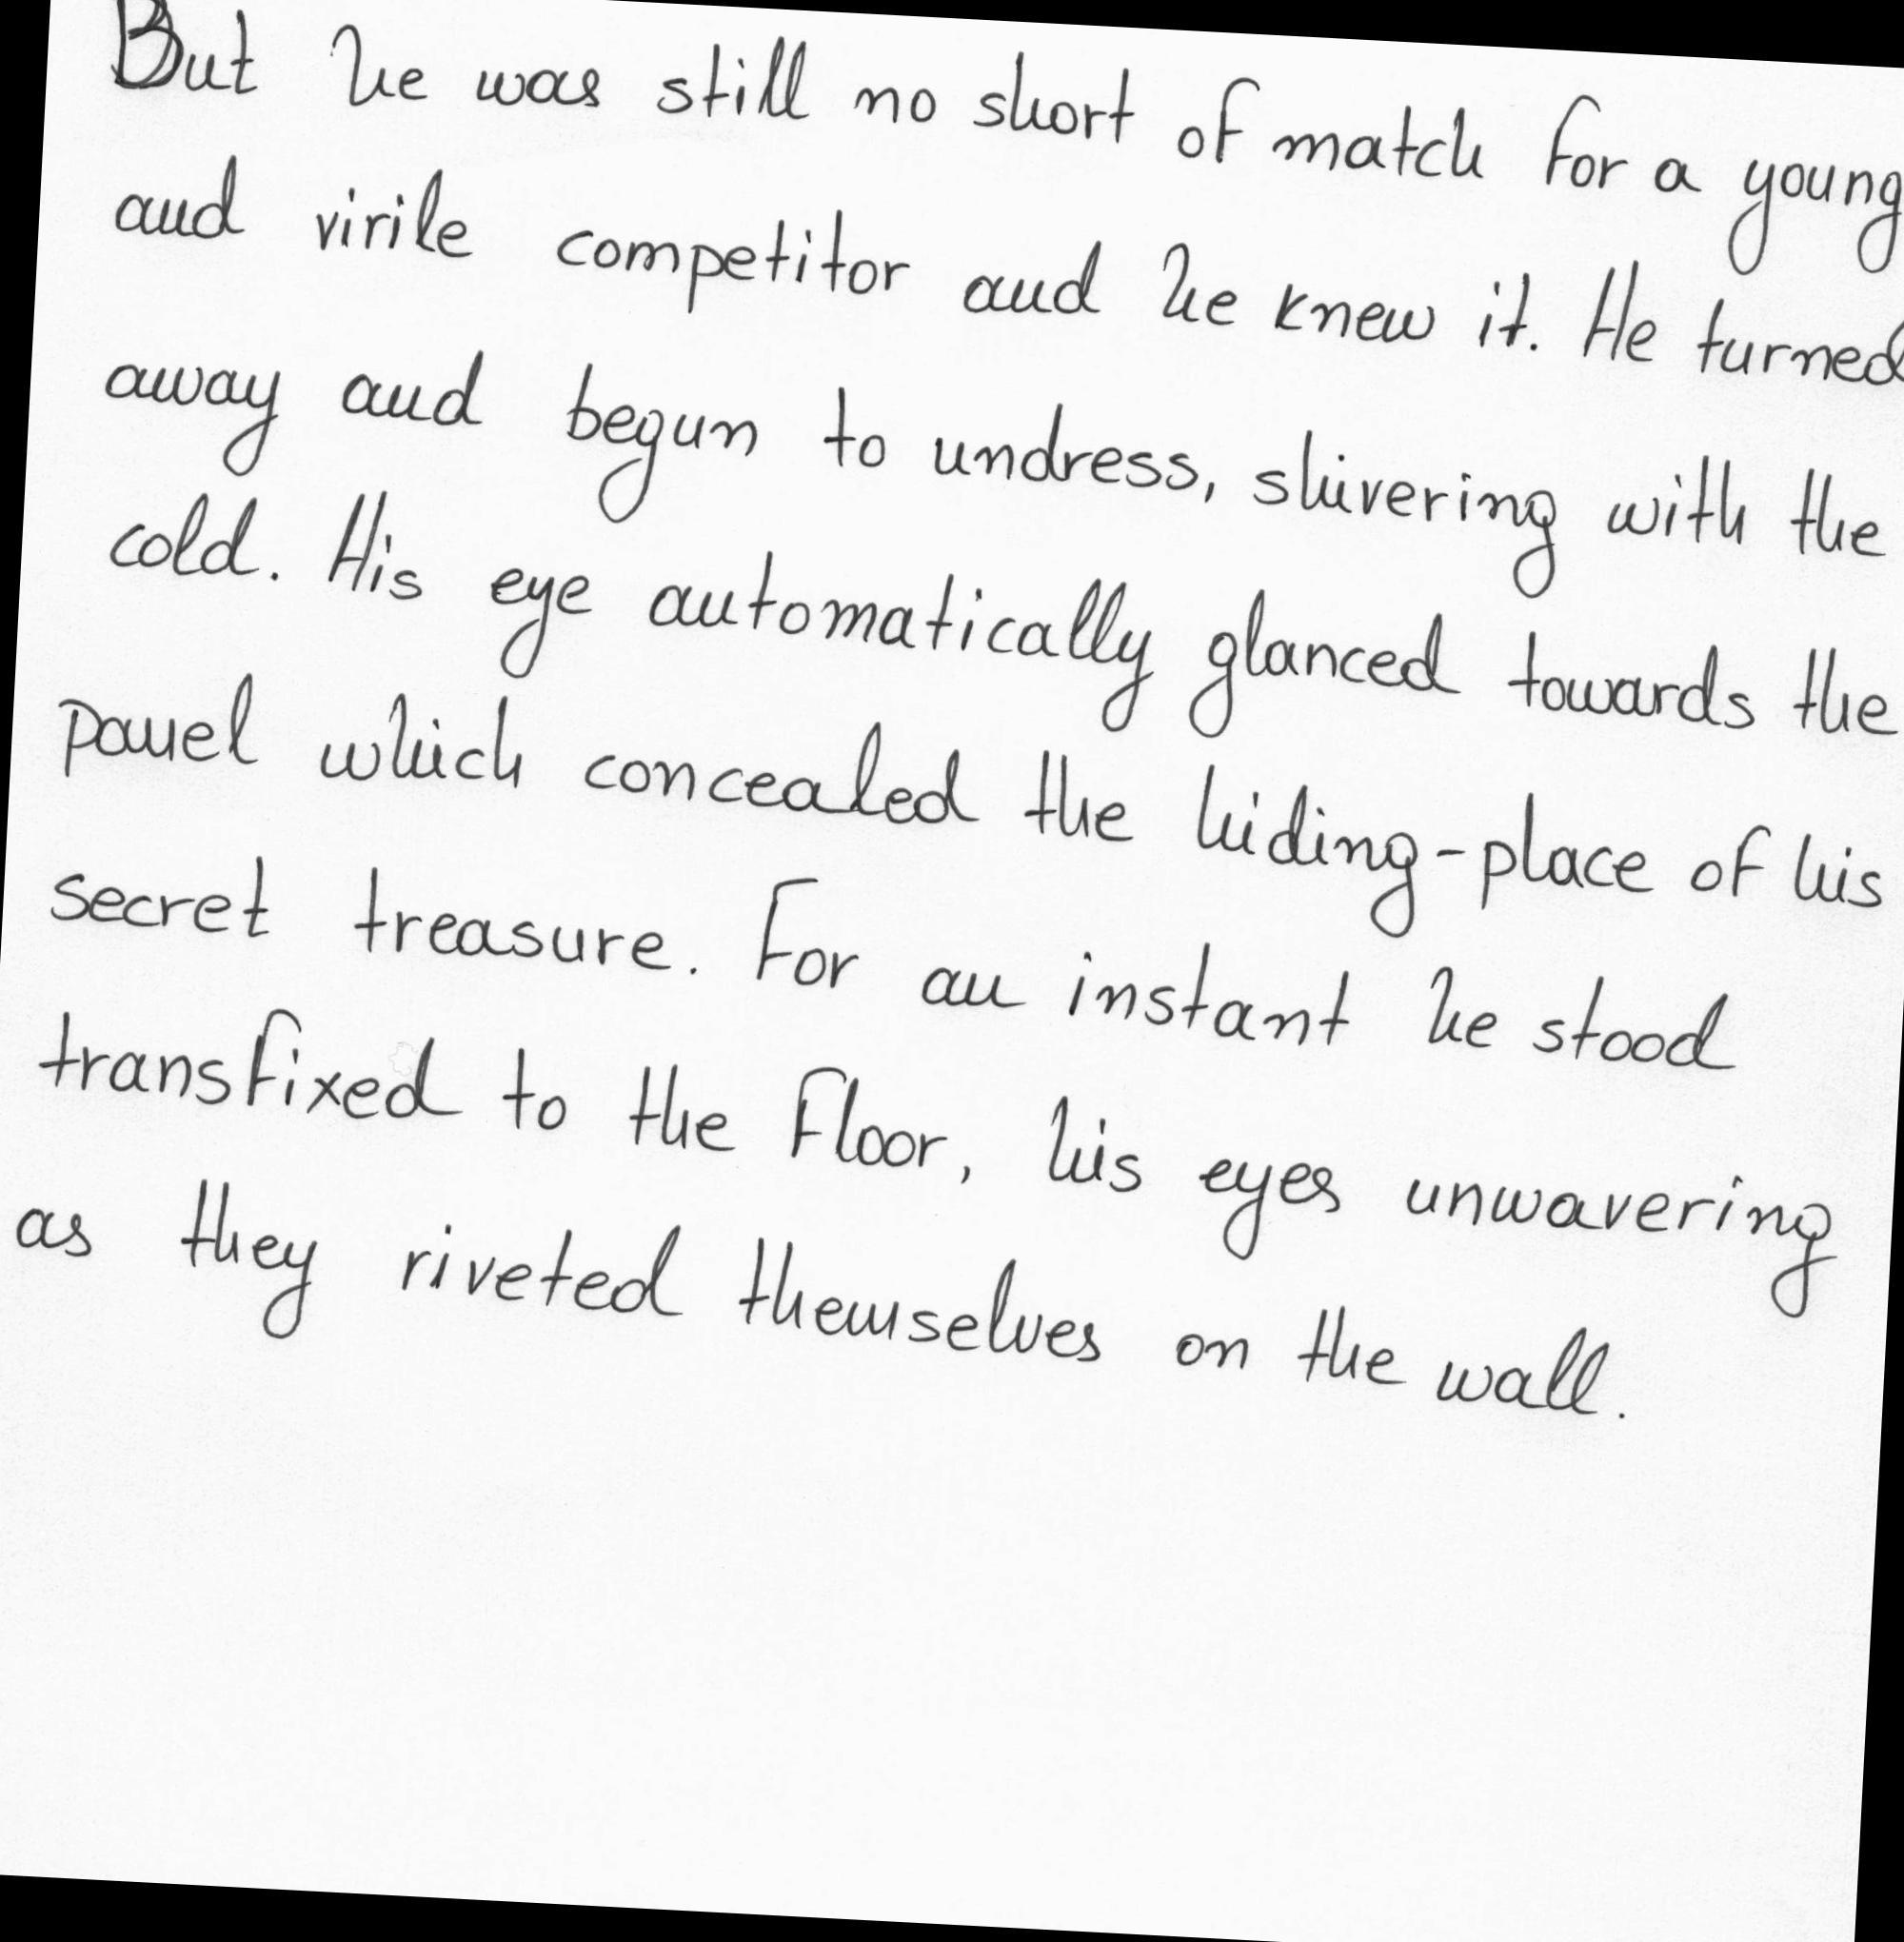 But he was still no short of match for a young
and virile competitor and he knew it. He turned
away and begun to undress, shivering with the
cold. His eye automatically glanced towards the
panel which concealed the hiding-place of his
secret treasure. For an instant he stood
transfixed to the floor, his eyes unwavering
as they riveted themselves on the wall.